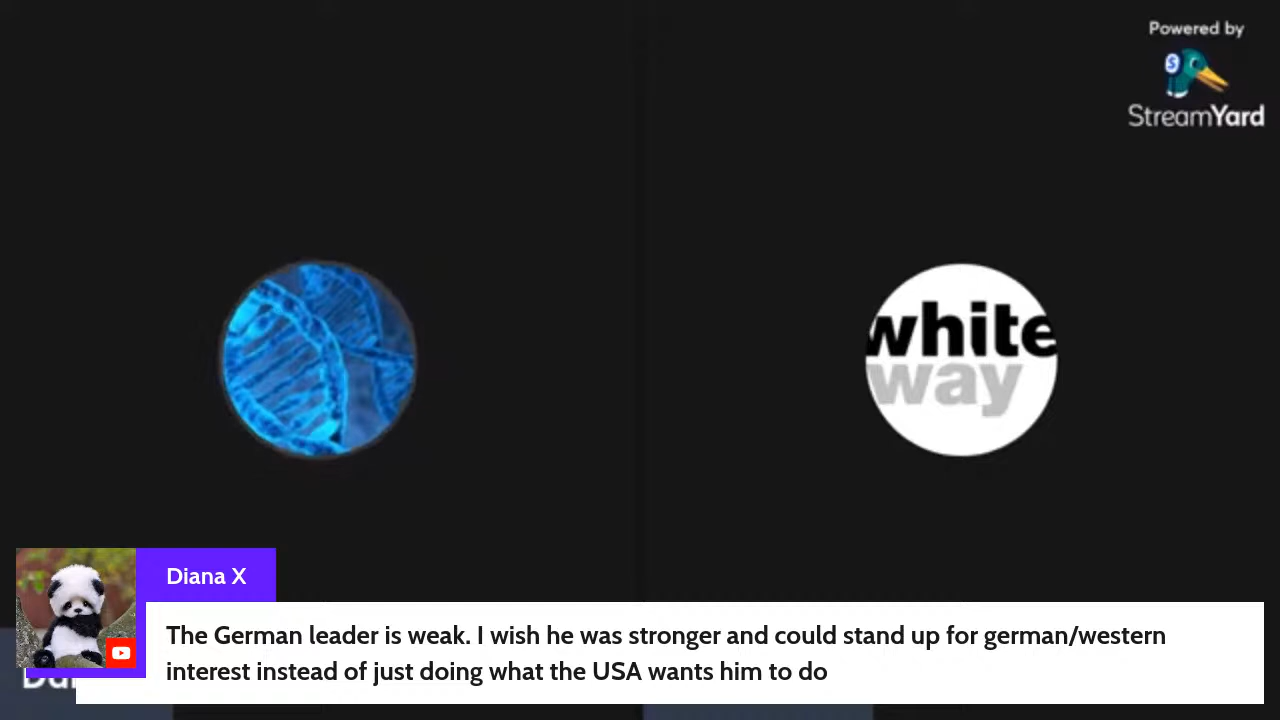 Powered by
StreamYard
white
way
Diana X
The German leader is weak. I wish he was stronger and could stand up for german/western
interest instead of just doing what the USA wants him to do